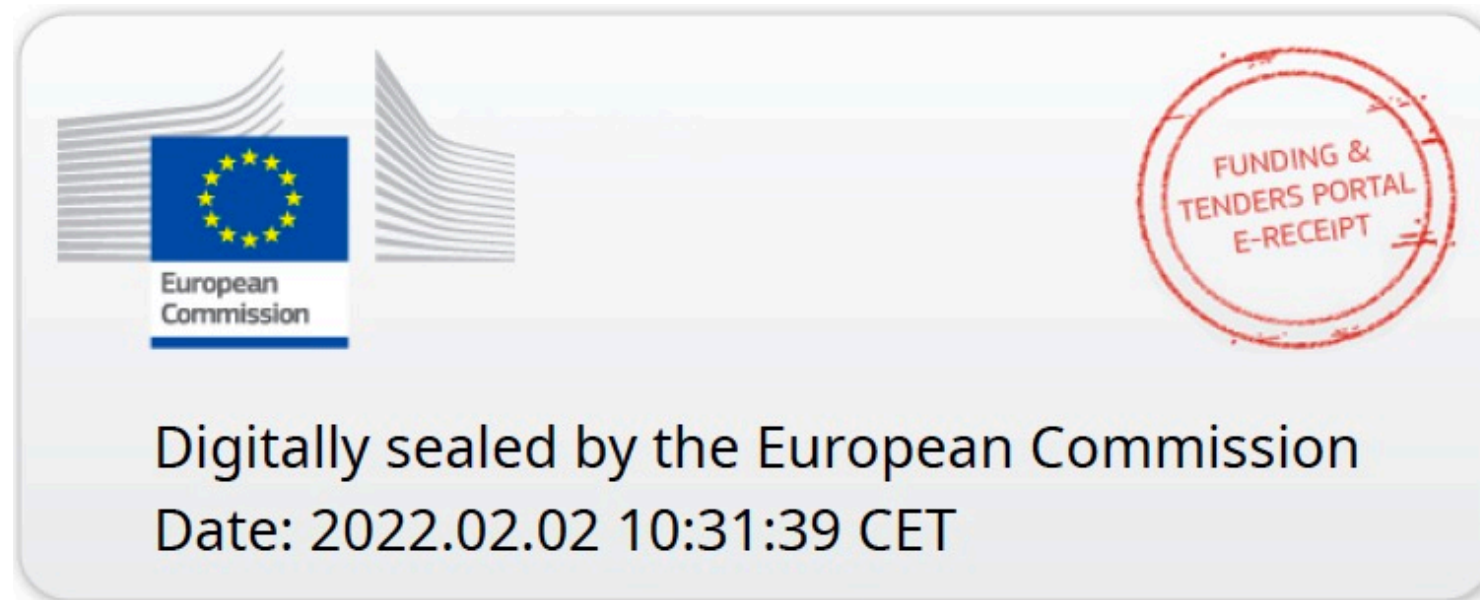 European
Commission
FUNDING &
TENDERS PORTAL
E-RECEIPT
Digitally sealed by the European Commission
Date: 2022.02.02 10:31:39 CET